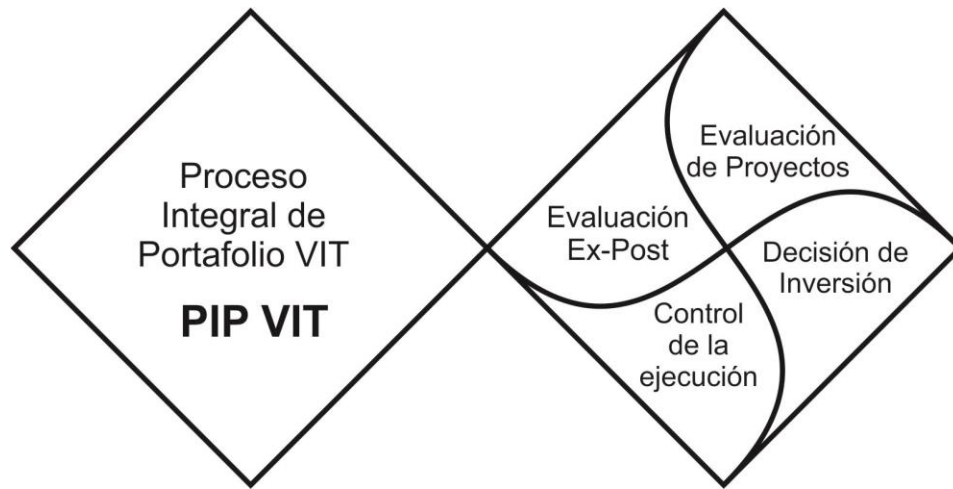 Proceso
Integral de
Portafolio VIT
PIP VIT
Evaluación
de Proyectos
Evaluación
Ex-Post
Decisión de
Inversión
Control
de la
ejecución